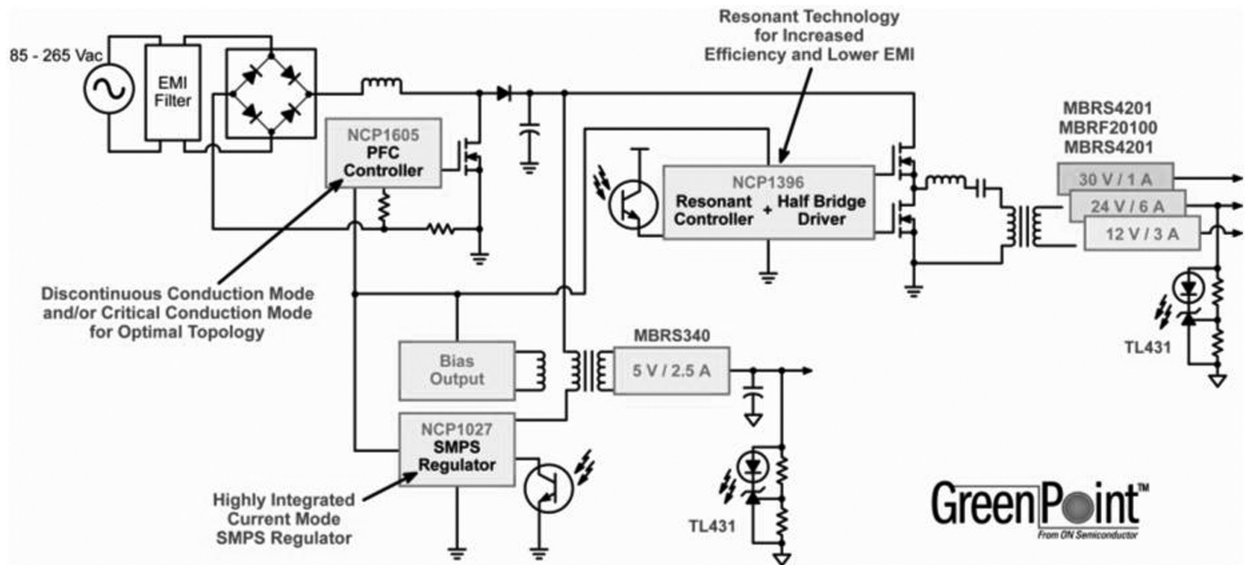 Resonant Technology
for Increased
Efficiency and Lower EMI
85 - 265 Vac
EMI
Filter
NCP1605
PFC
Controller
NCP1396
Resonant
Controller
+
Half Bridge
Driver
MBRS4201
MBRF20100
MBRS4201
30 V / 1 A
24 V / 6 A
12 V / 3 A
Discontinuous Conduction Mode
and/or Critical Conduction Mode
for Optimal Topology
TL431
MBRS340
Bias
Output
5 V / 2.5 A
NCP1027
SMPS
Regulator
Highly Integrated
Current Mode
SMPS Regulator
TL431
GreenPoint™
From ON Semiconductor